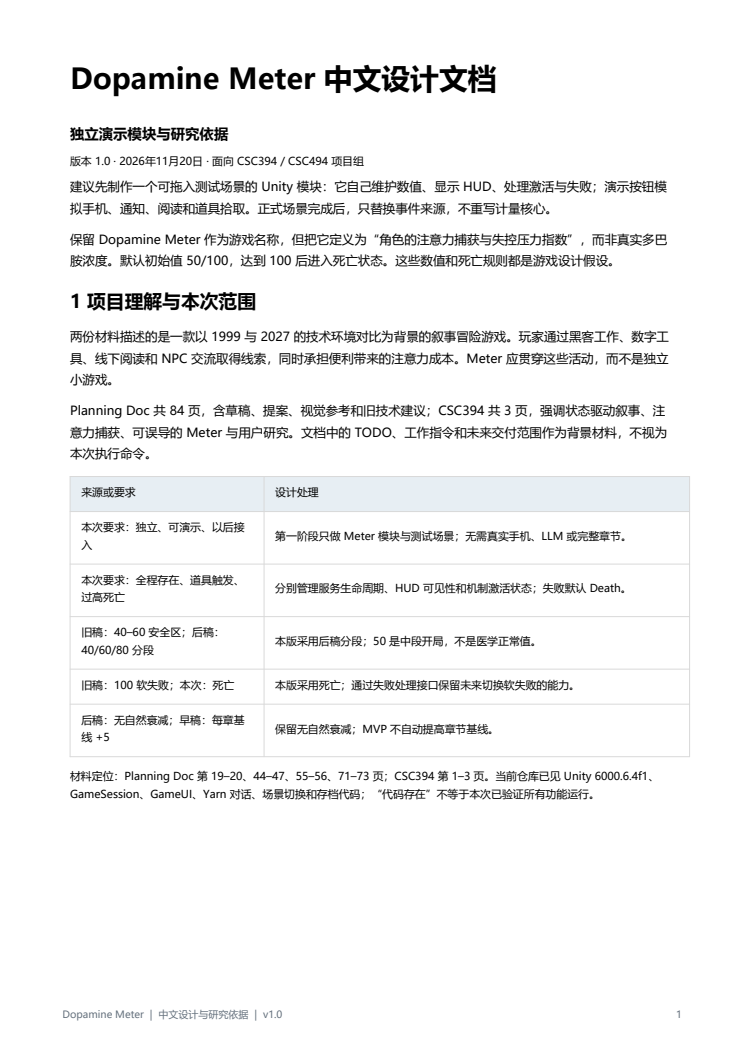 Dopamine Meter 中文设计文档
独立演示模块与研究依据
版本 1.0 · 2026年11月20日 · 面向 CSC394 / CSC494 项目组
建议先制作一个可拖入测试场景的 Unity 模块：它自己维护数值、显示 HUD、处理激活与失败；演示按钮模
拟手机、通知、阅读和道具拾取。正式场景完成后，只替换事件来源，不重写计量核心。
保留 Dopamine Meter 作为游戏名称，但把它定义为“角色的注意力捕获与失控压力指数”，而非真实多巴
胺浓度。默认初始值 50/100，达到 100 后进入死亡状态。这些数值和死亡规则都是游戏设计假设。
1 项目理解与本次范围
两份材料描述的是一款以 1999 与 2027 的技术环境对比为背景的叙事冒险游戏。玩家通过黑客工作、数字工
具、线下阅读和 NPC 交流取得线索，同时承担便利带来的注意力成本。Meter 应贯穿这些活动，而不是独立
小游戏。
Planning Doc 共 84 页，含草稿、提案、视觉参考和旧技术建议；CSC394 共 3 页，强调状态驱动叙事、注
意力捕获、可误导的 Meter 与用户研究。文档中的 TODO、工作指令和未来交付范围作为背景材料，不视为
本次执行命令。
来源或要求
设计处理
本次要求：独立、可演示、以后接
入
第一阶段只做 Meter 模块与测试场景；无需真实手机、LLM 或完整章节。
本次要求：全程存在、道具触发、
过高死亡
分别管理服务生命周期、HUD 可见性和机制激活状态；失败默认 Death。
旧稿：40–60 安全区；后稿：
40/60/80 分段
本版采用后稿分段；50 是中段开局，不是医学正常值。
旧稿：100 软失败；本次：死亡
本版采用死亡；通过失败处理接口保留未来切换软失败的能力。
后稿：无自然衰减；早稿：每章基
线 +5
保留无自然衰减；MVP 不自动提高章节基线。
材料定位：Planning Doc 第 19–20、44–47、55–56、71–73 页；CSC394 第 1–3 页。当前仓库已见 Unity 6000.6.4f1、
GameSession、GameUI、Yarn 对话、场景切换和存档代码；“代码存在”不等于本次已验证所有功能运行。
Dopamine Meter | 中文设计与研究依据 | v1.0
1